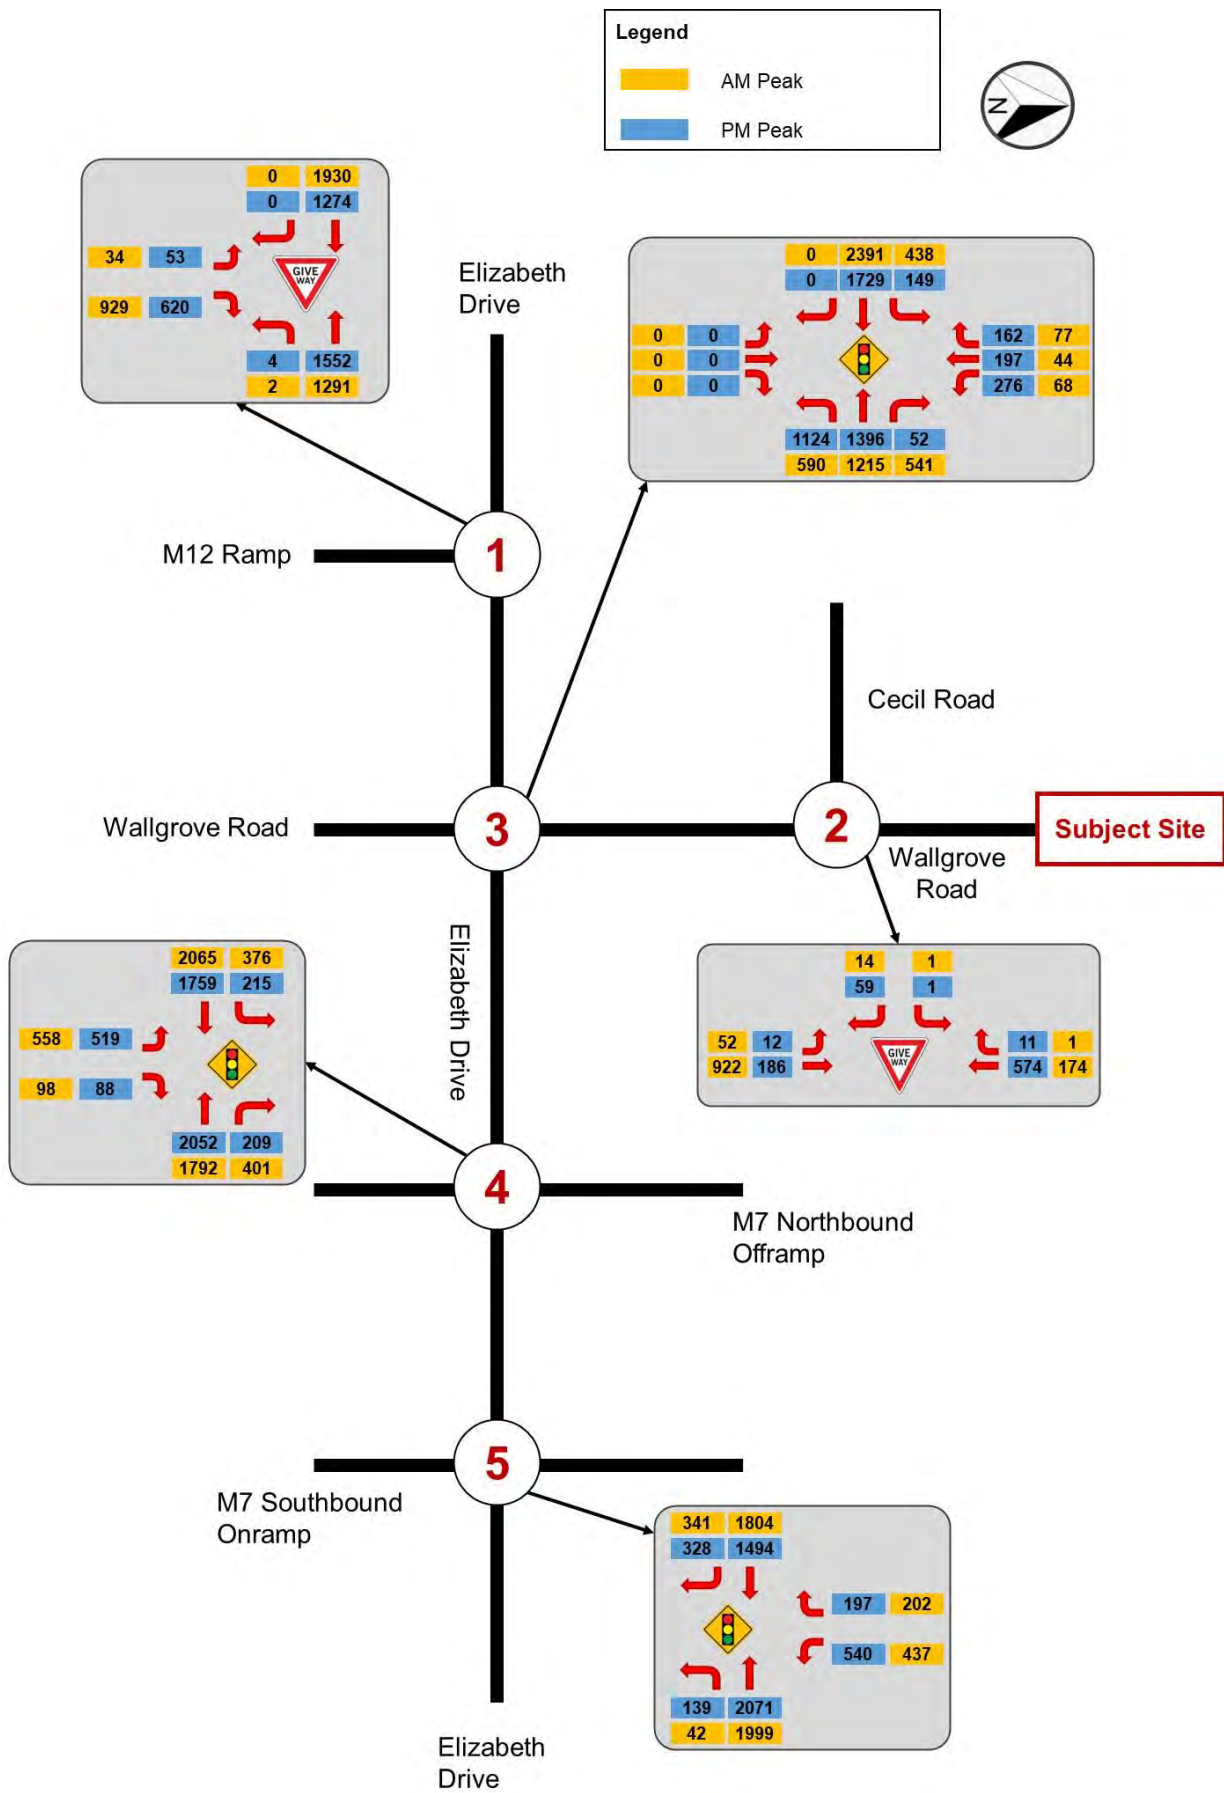 Legend
AM Peak
PM Peak
N
0 1930
0 1274
34 53
GIVE
WAY
929 620
4 1552
2 1291
Elizabeth
Drive
0 2391 438
0 1729 149
0 0
0 0
0 0
162 77
197 44
276 68
1124 1396 52
590 1215 541
M12 Ramp
1
Cecil Road
Wallgrove Road
3
2
Subject Site
Wallgrove
Road
Elizabeth Drive
2065 376
1759 215
558 519
98 88
2052 209
1792 401
14 1
59 1
52 12
922 186
GIVE
WAY
11 1
574 174
4
M7 Northbound
Offramp
5
M7 Southbound
Onramp
341 1804
328 1494
197 202
540 437
139 2071
42 1999
Elizabeth
Drive